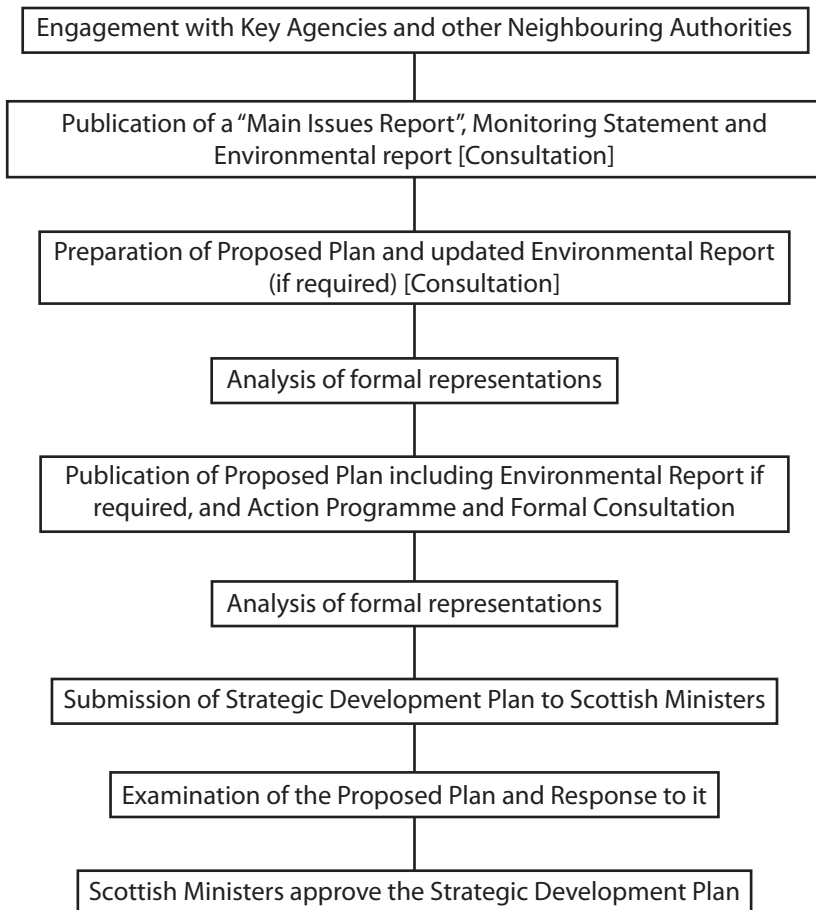 Engagement with Key Agencies and other Neighbouring Authorities
Publication of a “Main Issues Report”, Monitoring Statement and
Environmental report [Consultation]
Preparation of Proposed Plan and updated Environmental Report
(if required) [Consultation]
Analysis of formal representations
Publication of Proposed Plan including Environmental Report if
required, and Action Programme and Formal Consultation
Analysis of formal representations
Submission of Strategic Development Plan to Scottish Ministers
Examination of the Proposed Plan and Response to it
Scottish Ministers approve the Strategic Development Plan